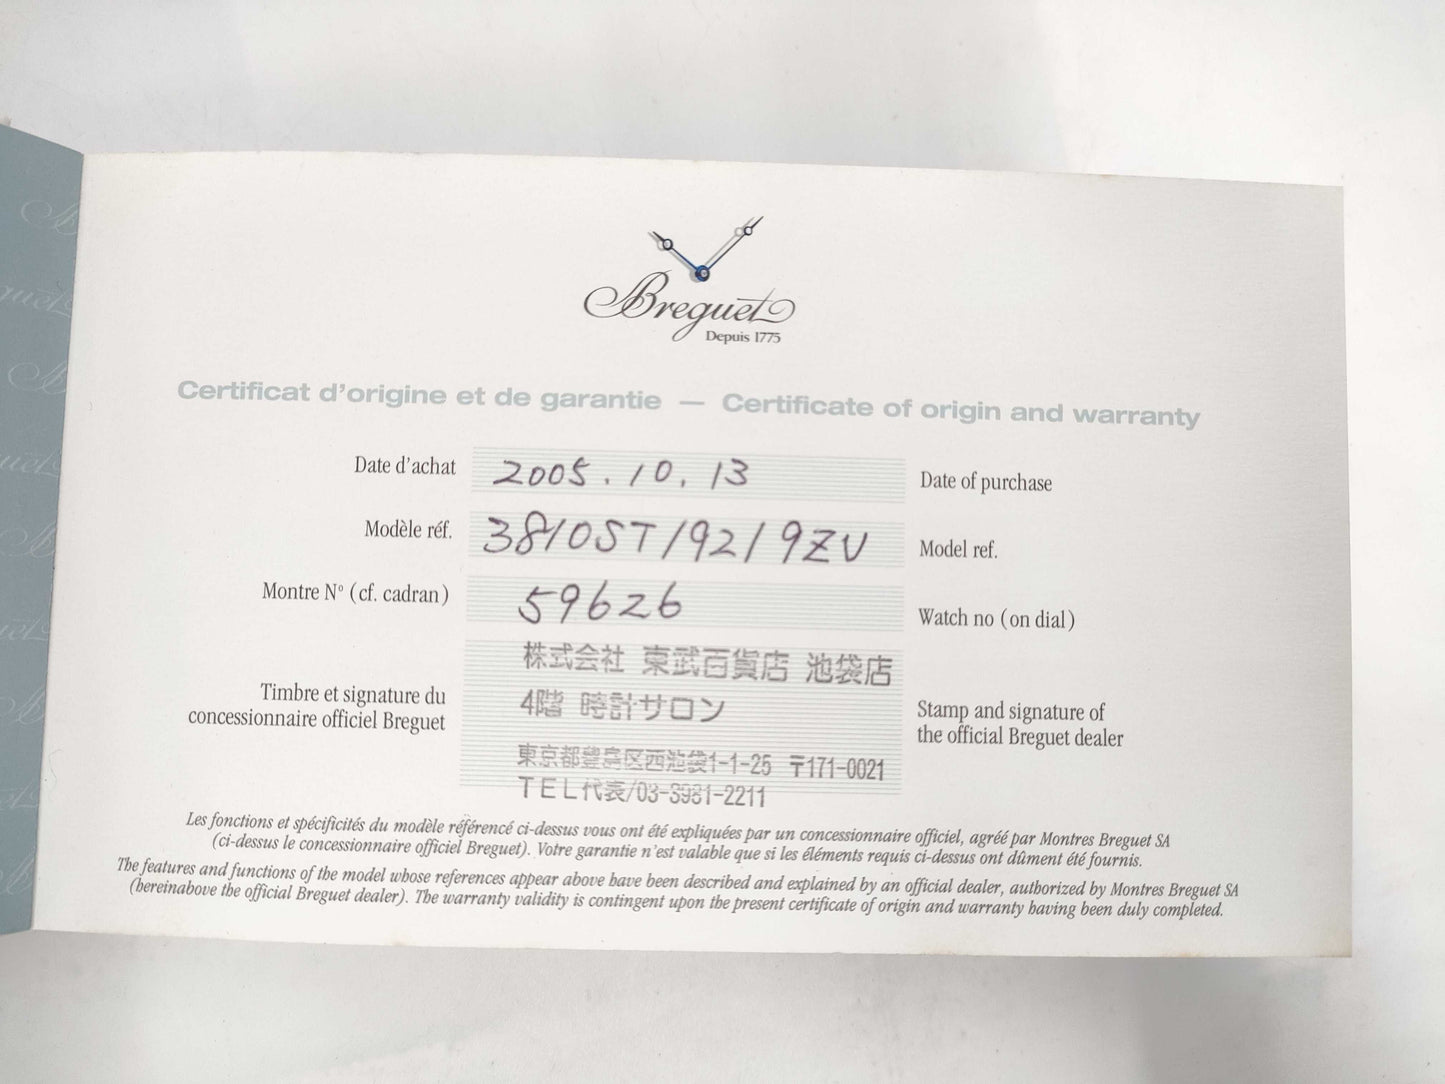 Breguet
Depuis 1775
Certificat d'origine et de garantie — Certificate of origin and warranty
Date d'achat 2005.10.13 Date of purchase
Modèle réf. 3810ST/92/9ZV Model ref.
Montre Nº (cf. cadran) 59626 Watch no (on dial)
株式会社 東武百貨店 池袋店
4階 時計サロン
Timbre et signature du
concessionnaire officiel Breguet
Stamp and signature of
the official Breguet dealer
東京都豊島区西池袋1-1-25 〒171-0021
TEL代表/03-3981-2211
Les fonctions et spécificités du modèle référencé ci-dessus vous ont été expliquées par un concessionnaire officiel, agréé par Montres Breguet SA
(ci-dessus le concessionnaire officiel Breguet). Votre garantie n'est valable que si les éléments requis ci-dessus ont dûment été fournis.
The features and functions of the model whose references appear above have been described and explained by an official dealer, authorized by Montres Breguet SA
(hereinabove the official Breguet dealer). The warranty validity is contingent upon the present certificate of origin and warranty having been duly completed.